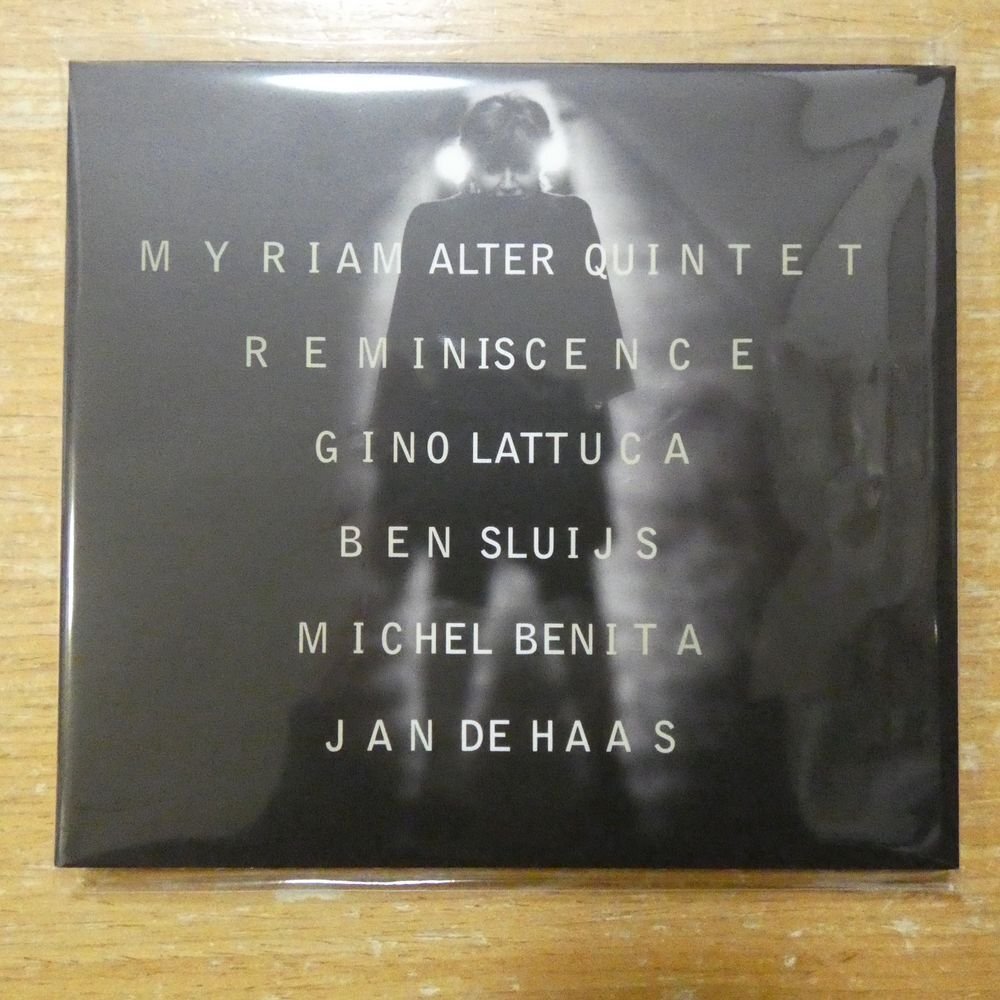 MYRIAM ALTER QUINTET
REMINISCENCE
GINO LATTUCA
BEN SLUIJS
MICHEL BENITA
JAN DE HAAS